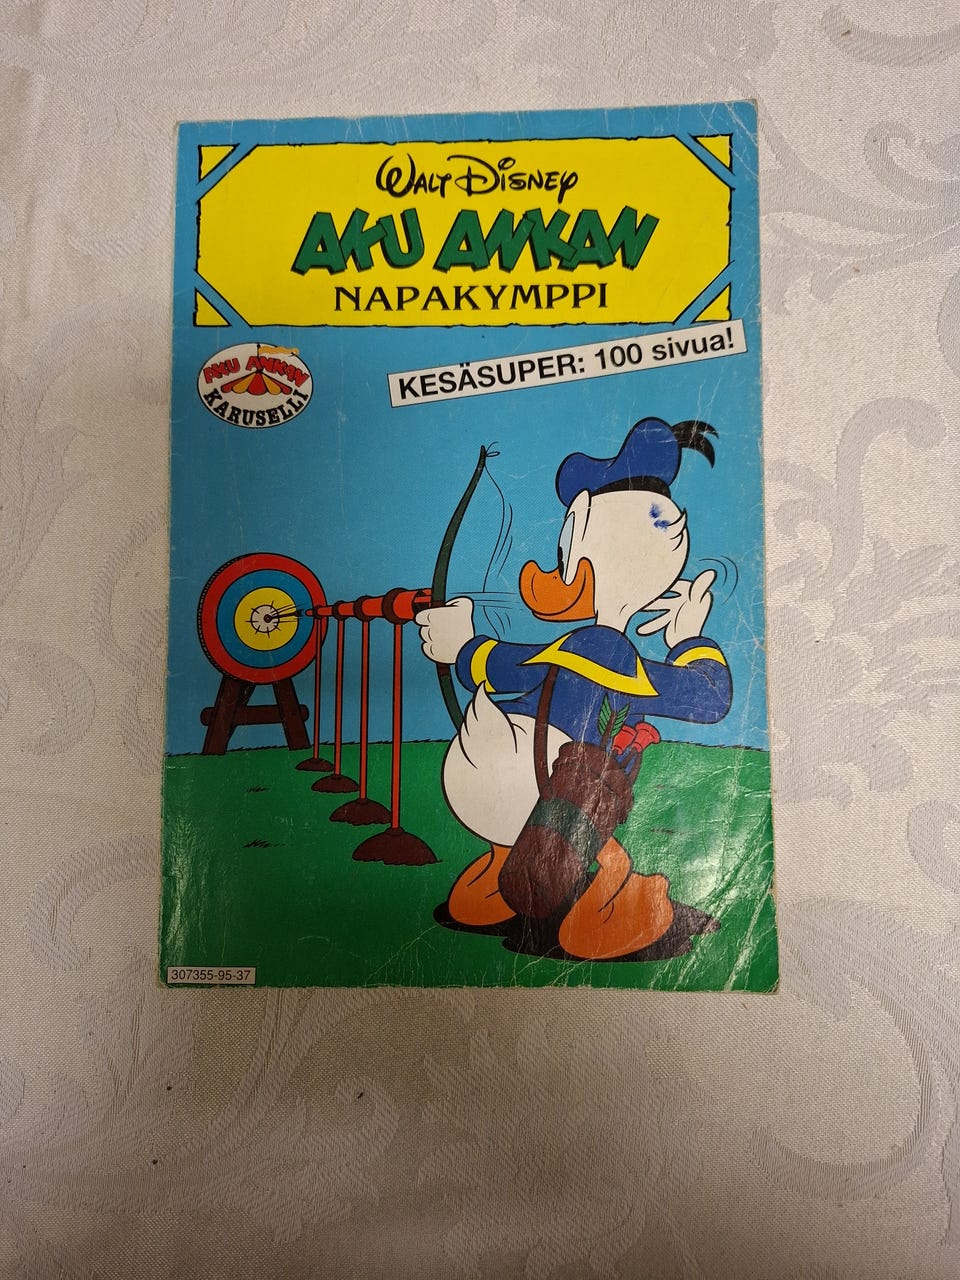 WALT DISNEY
AKU ANKAN
NAPAKYMPPI
KESÄSUPER: 100 sivua!
AKU ANKAN
KARUSELLI
307355-95-37